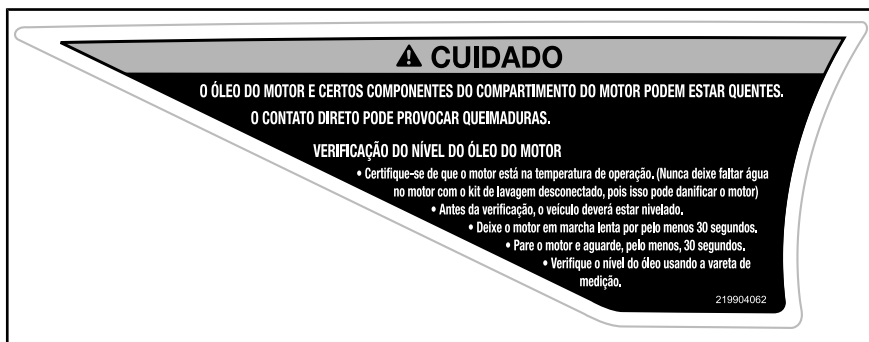 ⚠ CUIDADO
O ÓLEO DO MOTOR E CERTOS COMPONENTES DO COMPARTIMENTO DO MOTOR PODEM ESTAR QUENTES.
O CONTATO DIRETO PODE PROVOCAR QUEIMADURAS.
VERIFICAÇÃO DO NÍVEL DO ÓLEO DO MOTOR
• Certifique-se de que o motor está na temperatura de operação. (Nunca deixe faltar água
no motor com o kit de lavagem desconectado, pois isso pode danificar o motor)
• Antes da verificação, o veículo deverá estar nivelado.
• Deixe o motor em marcha lenta por pelo menos 30 segundos.
• Pare o motor e aguarde, pelo menos, 30 segundos.
• Verifique o nível do óleo usando a vareta de
medição.
219904062